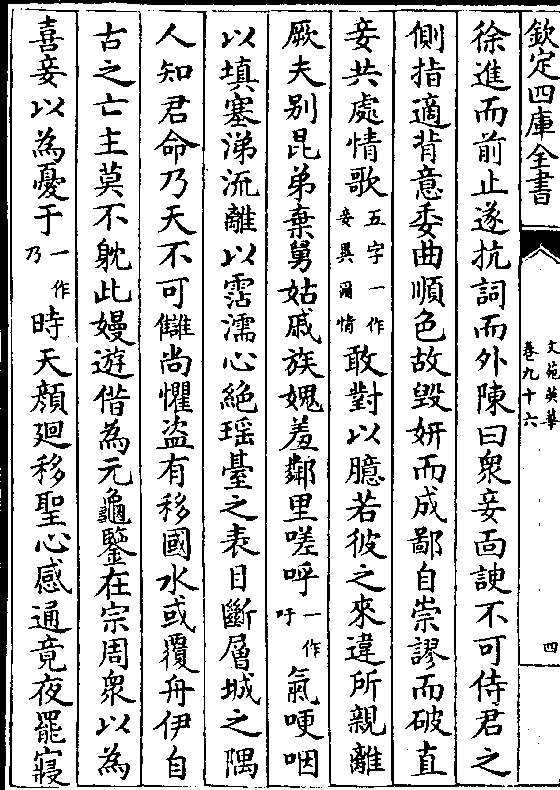 欽定四庫全書
文苑英華
卷九十六
四
徐進而前止遂抗詞而外陳曰衆妾面諛不可侍君之
側指適背意委曲順色故毀妍而成鄙自崇謬而破直
妾共處情歌五字一作妾異爾情敢對以臆若彼之來違所親離
厥夫别昆弟棄舅姑戚族媿羞鄰里嗟呼一作吁氣哽咽
以填塞涕流離以霑濡心絶瑶臺之表目斷層城之隅
人知君命乃天不可讎尚懼盗有移國水或覆舟伊自
古之亡主莫不躭此嫚遊偕為元龜鑒在宗周衆以為
喜妾以為憂于一作乃時天顔廻移聖心感通竟夜罷寢